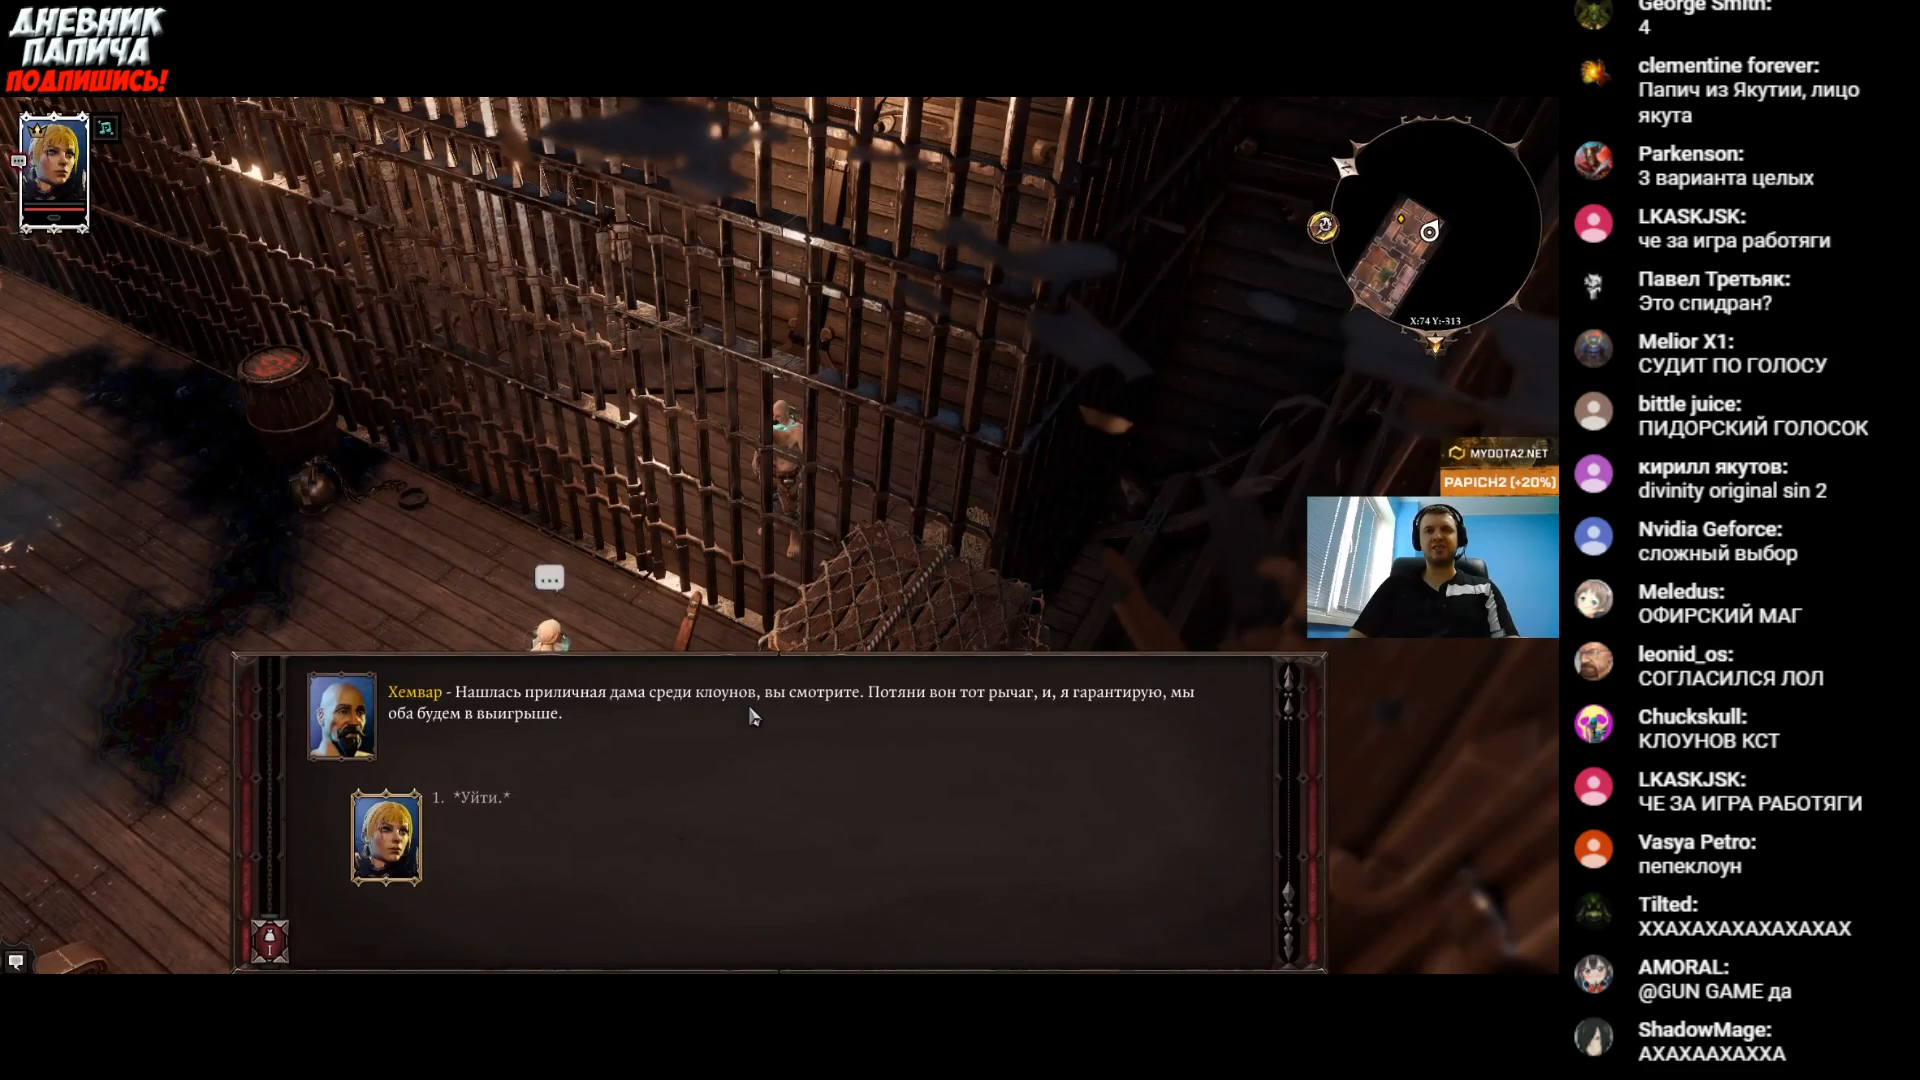 ДНЕВНИК
ПАПИЧА
ПОДПИШИСЬ!
X:74 Y:-313
MYDOTA2.NET
PAPICH2 (+20%)
Хемвар - Нашлась приличная дама среди клоунов, вы смотрите. Потяни вон тот рычаг, и, я гарантирую, мы
оба будем в выигрыше.
1. *Уйти.*
George Smith:
4
clementine forever:
Папич из Якутии, лицо
якута
Parkenson:
3 варианта целых
LKASKJSK:
че за игра работяги
Павел Третьяк:
Это спидран?
Melior X1:
СУДИТ ПО ГОЛОСУ
bittle juice:
ПИДОРСКИЙ ГОЛОСОК
кирилл якутов:
divinity original sin 2
Nvidia Geforce:
сложный выбор
Meledus:
ОФИРСКИЙ МАГ
leonid_os:
СОГЛАСИЛСЯ ЛОЛ
Chuckskull:
КЛОУНОВ КСТ
LKASKJSK:
ЧЕ ЗА ИГРА РАБОТЯГИ
Vasya Petro:
пепеклоун
Tilted:
ХХАХАХАХАХАХАХАХ
AMORAL:
@GUN GAME да
ShadowMage:
АХАХААХАХХА